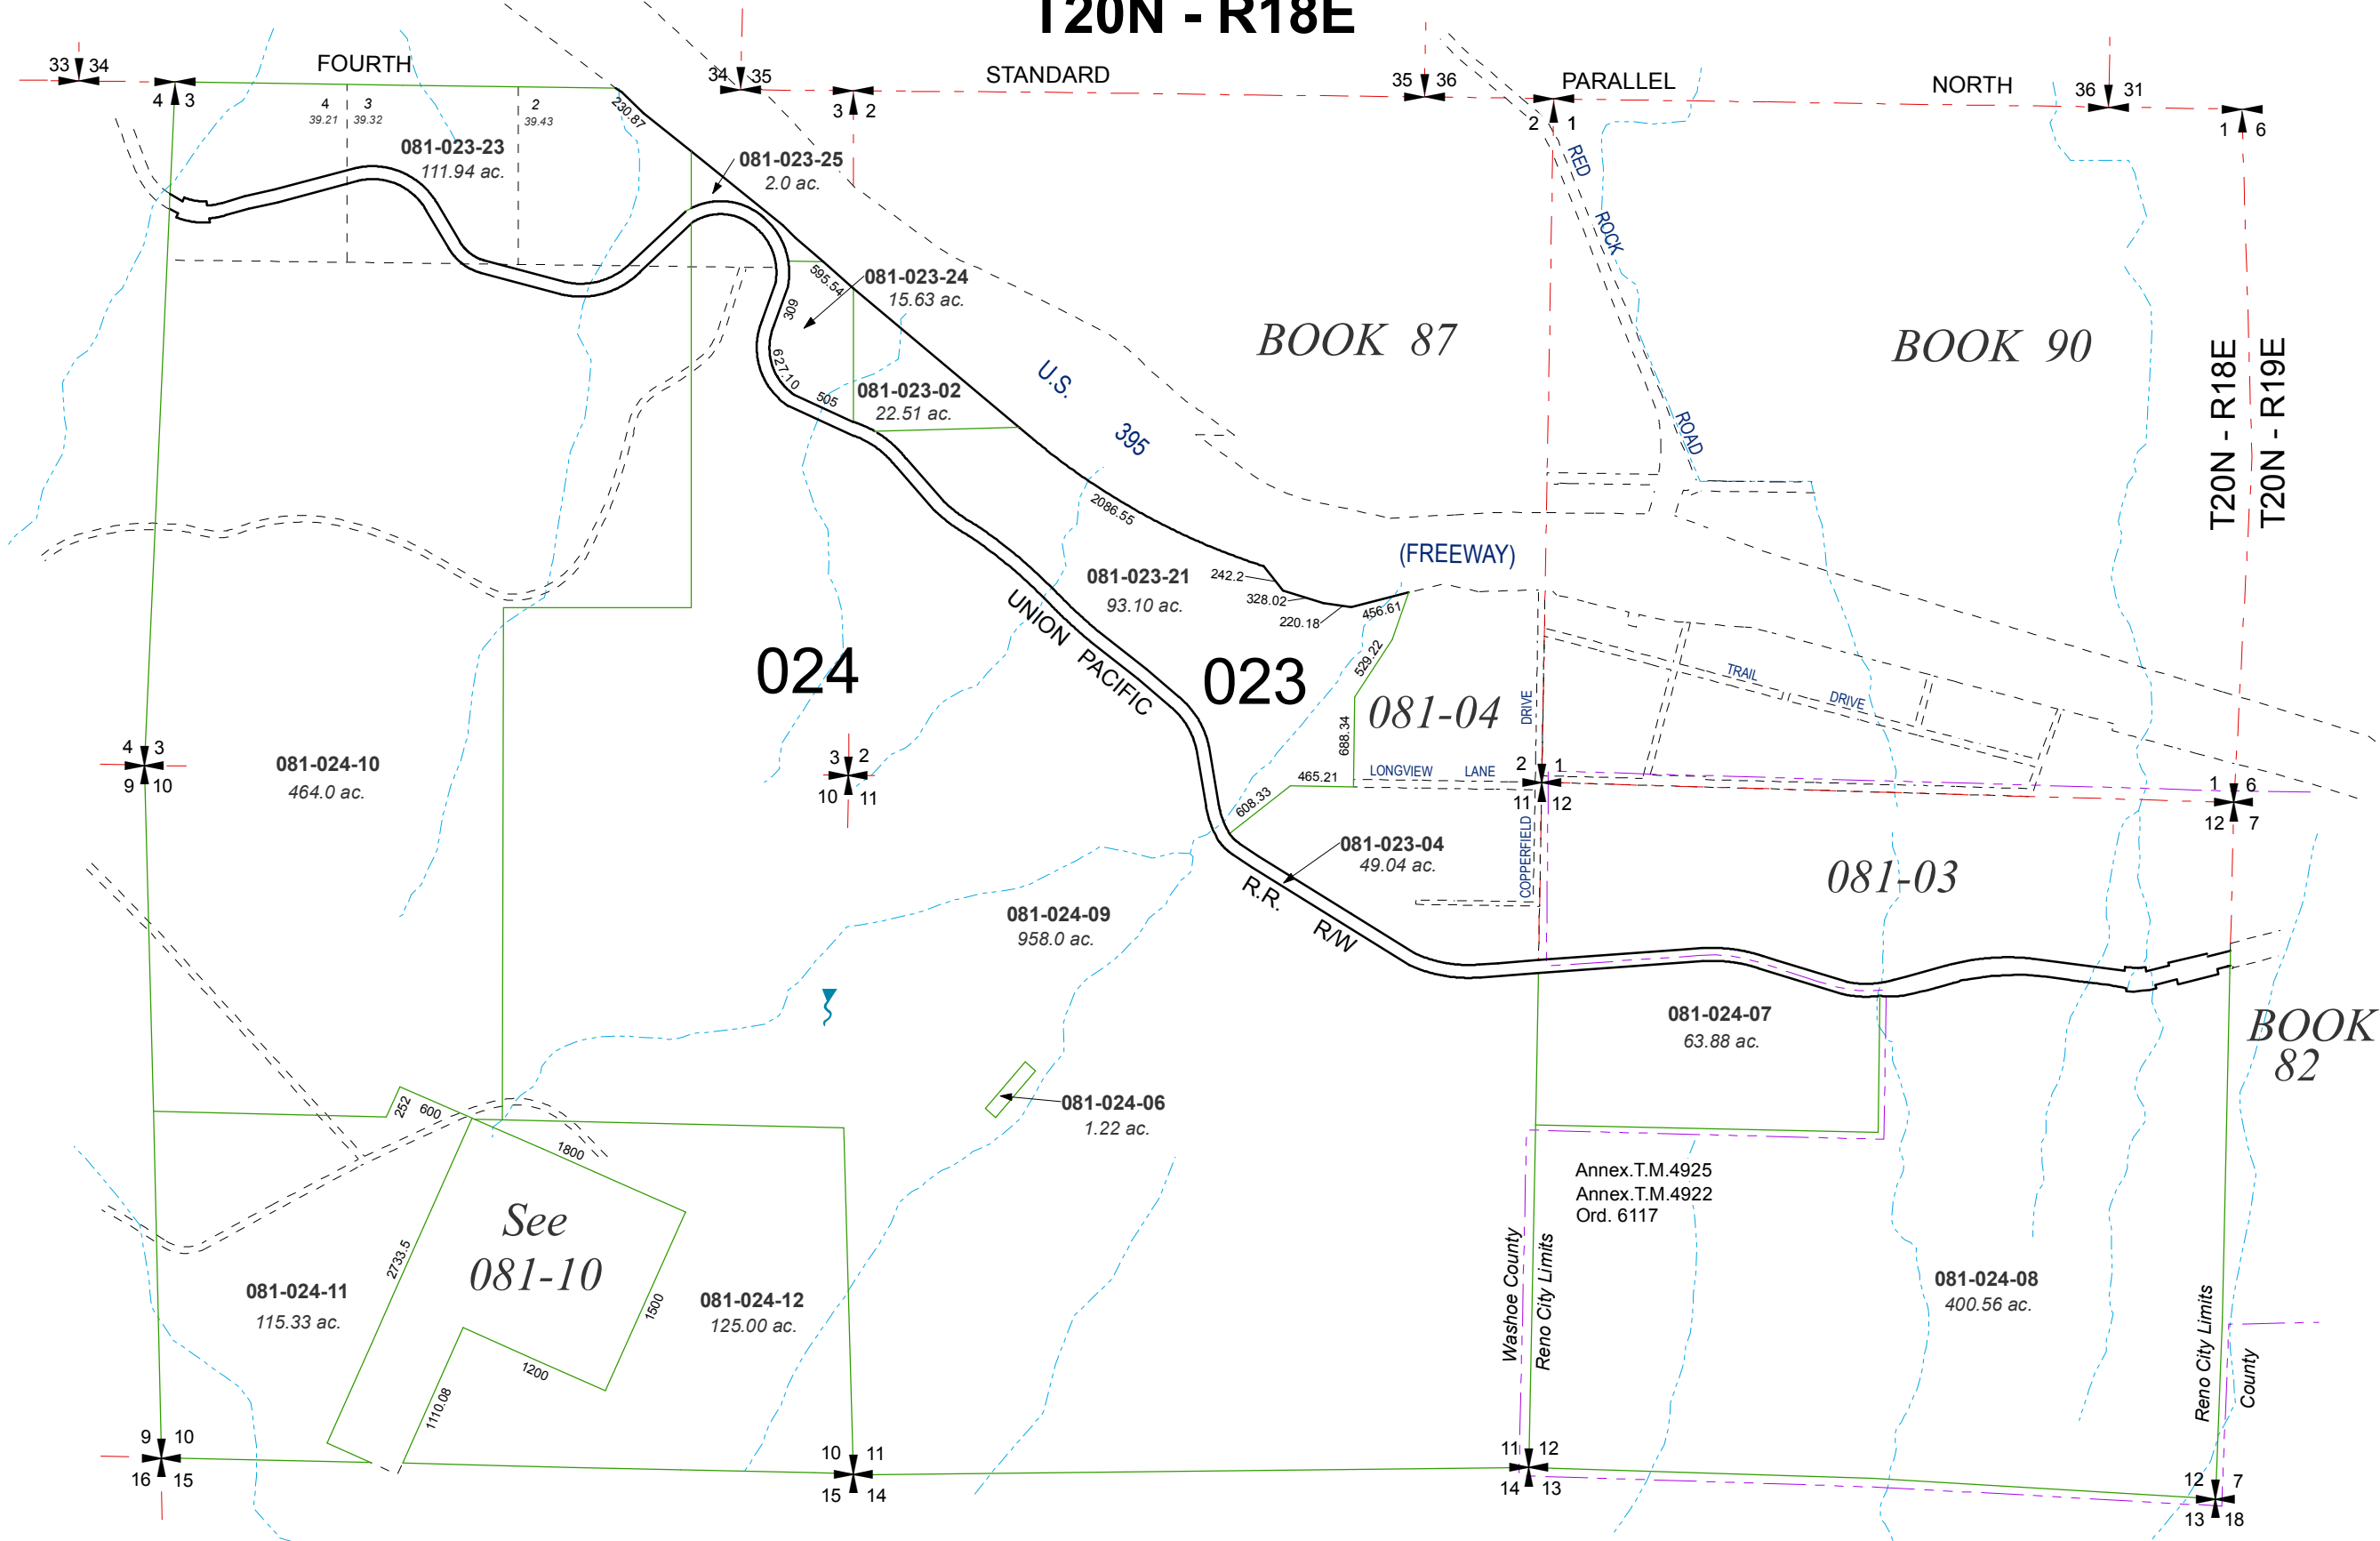 T20N - R18E
33 34
FOURTH
34 35
STANDARD
35 36
PARALLEL
NORTH
36 31
4 3
3 2
2 1
1 6
4
39.21
3
39.32
2
39.43
230.87
081-023-23
111.94 ac.
081-023-25
2.0 ac.
RED
ROCK
ROAD
595.54
081-023-24
15.63 ac.
309
627.10
505
081-023-02
22.51 ac.
BOOK 87
BOOK 90
T20N - R18E
T20N - R19E
U.S.
395
2086.55
(FREEWAY)
081-023-21
93.10 ac.
242.2
328.02
220.18
456.61
529.22
688.34
UNION PACIFIC
024
023
081-04
DRIVE
TRAIL
DRIVE
4 3
9 10
081-024-10
464.0 ac.
3 2
10 11
465.21
608.33
LONGVIEW LANE
2 1
11 12
1 6
12 7
COPPERFIELD
081-023-04
49.04 ac.
081-03
R.R.
R/W
081-024-09
958.0 ac.
081-024-07
63.88 ac.
BOOK
82
252
600
1800
081-024-06
1.22 ac.
Annex.T.M.4925
Annex.T.M.4922
Ord. 6117
See
081-10
2733.5
1500
1200
1110.08
081-024-11
115.33 ac.
081-024-12
125.00 ac.
Washoe County
Reno City Limits
081-024-08
400.56 ac.
Reno City Limits
County
9 10
16 15
10 11
15 14
11 12
14 13
12 7
13 18